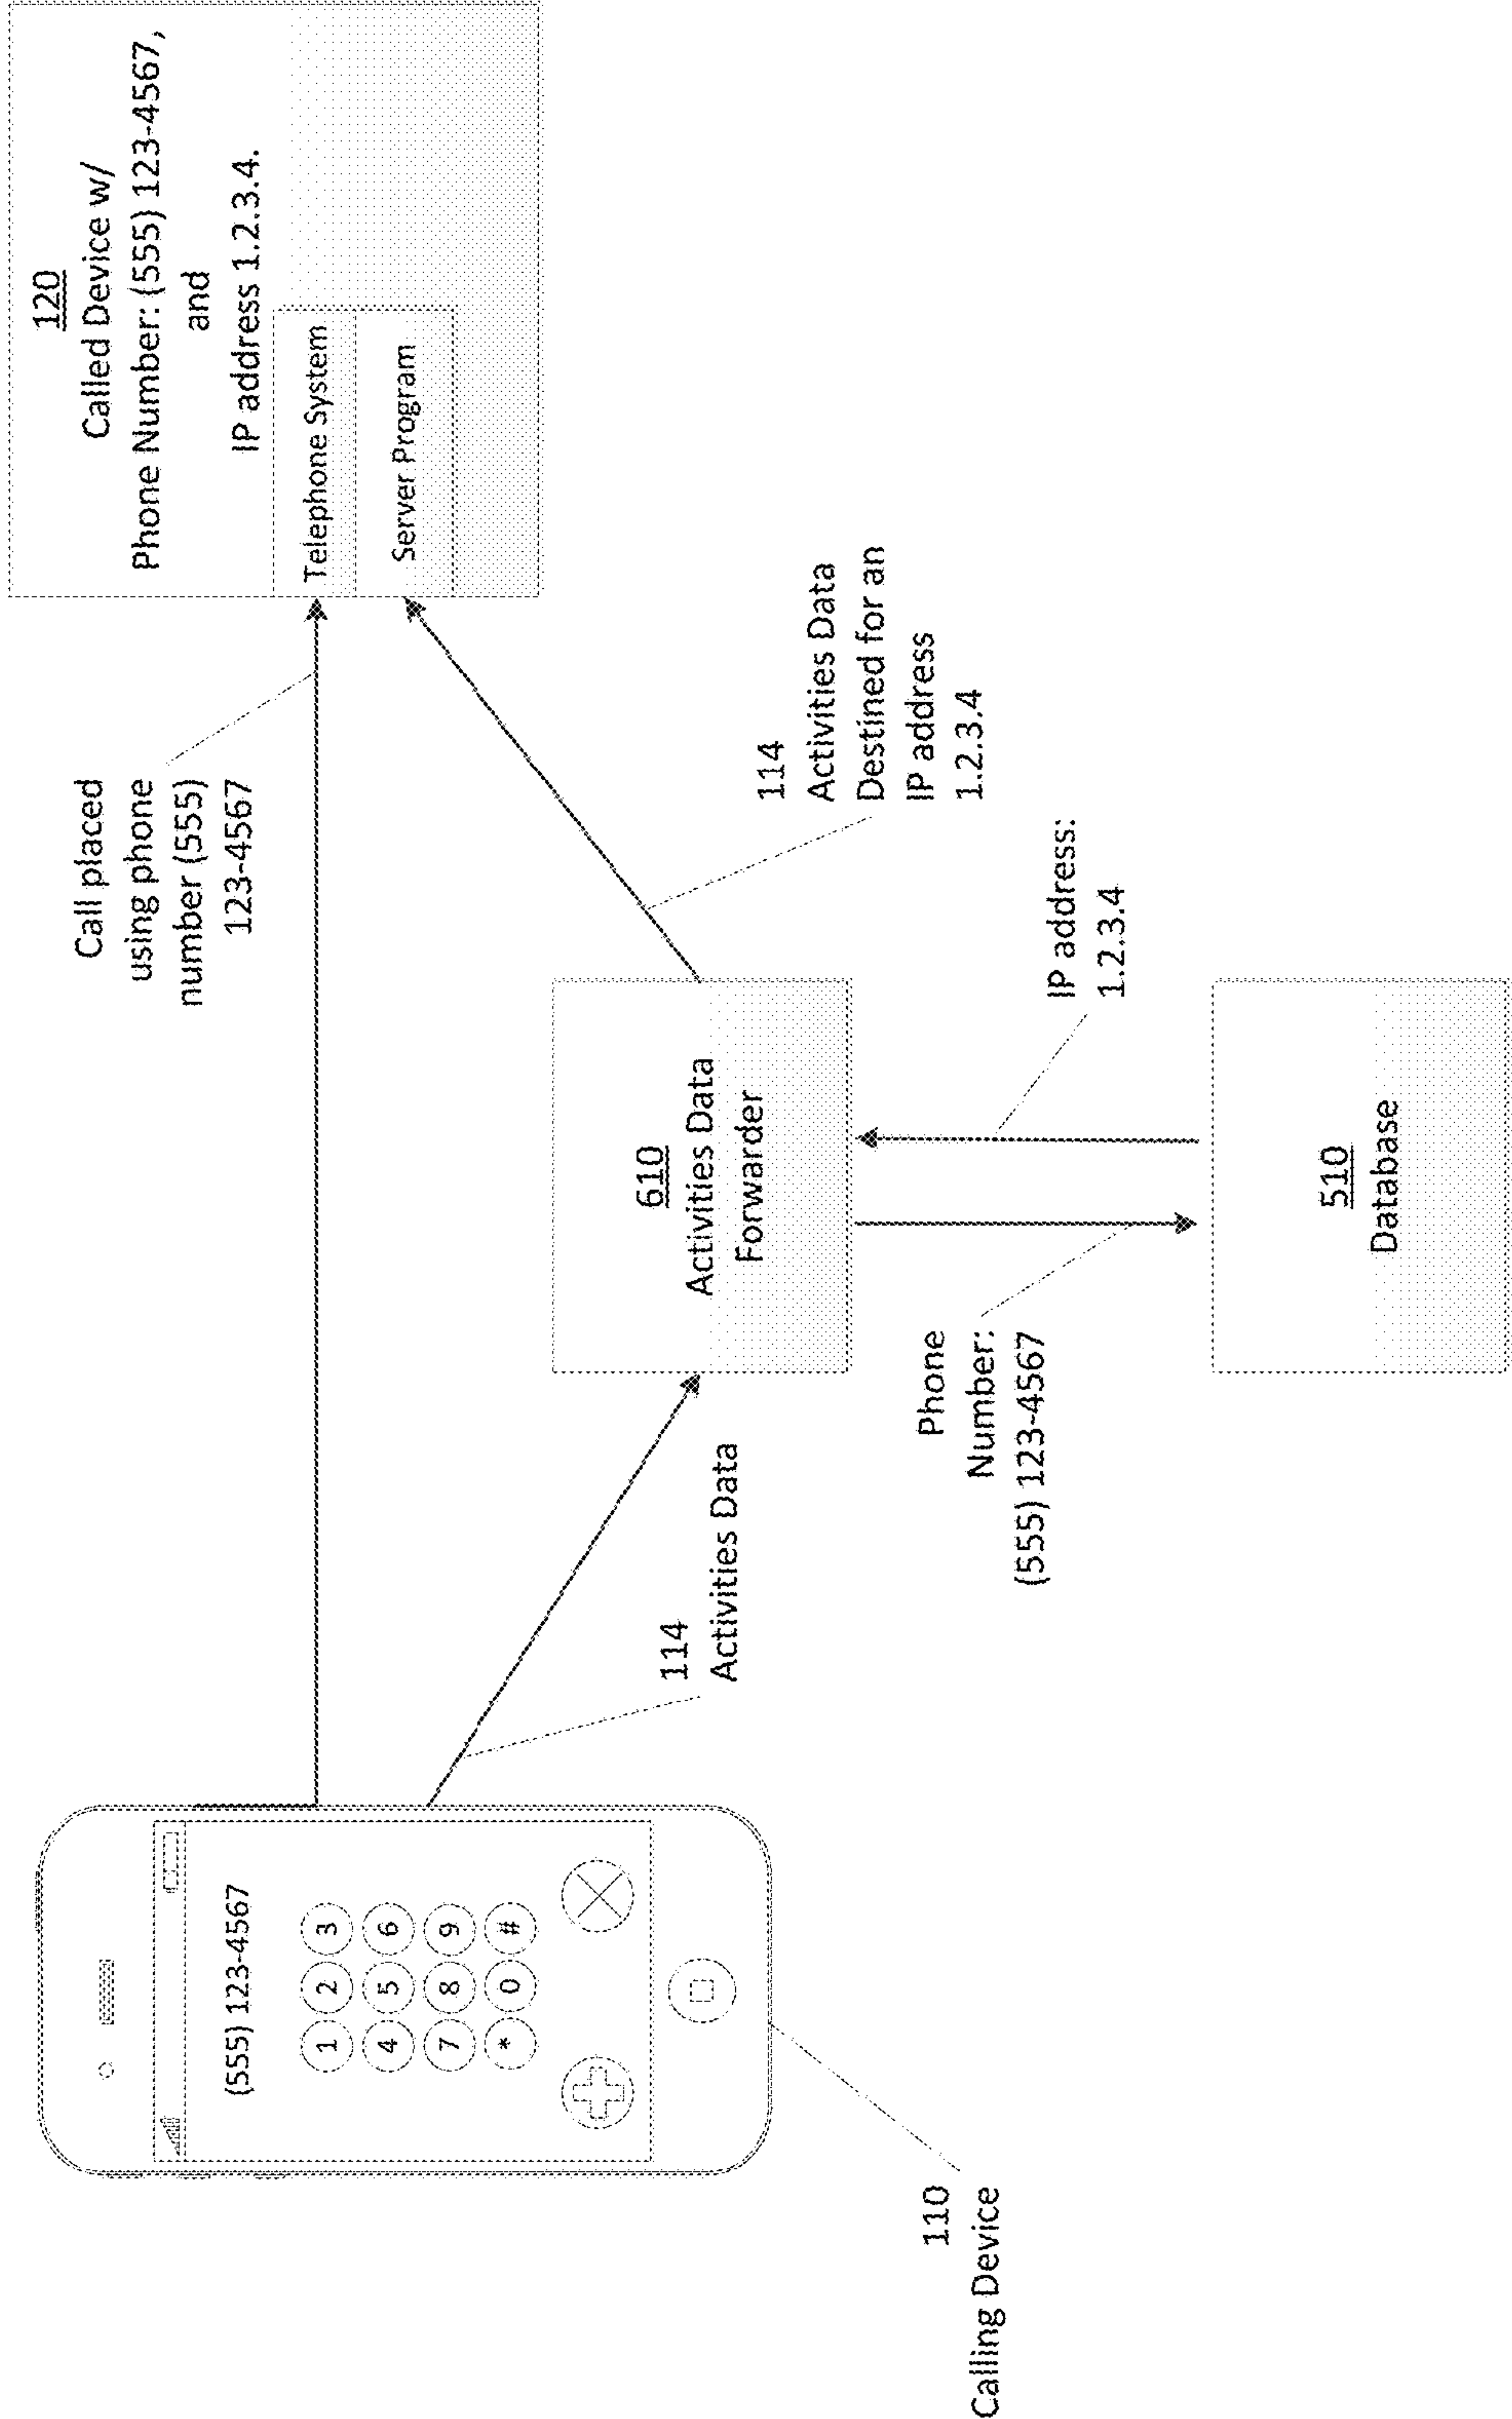 120
Called Device w/
Phone Number: (555) 123-4567,
and
IP address 1.2.3.4.
Telephone System
Server Program
Call placed
using phone
number (555)
123-4567
114
Activities Data
Destined for an
IP address
1.2.3.4
610
Activities Data
Forwarder
IP address:
1.2.3.4
Phone
Number:
(555) 123-4567
510
Database
114
Activities Data
(555) 123-4567
1 2 3
4 5 6
7 8 9
* 0 #
110
Calling Device